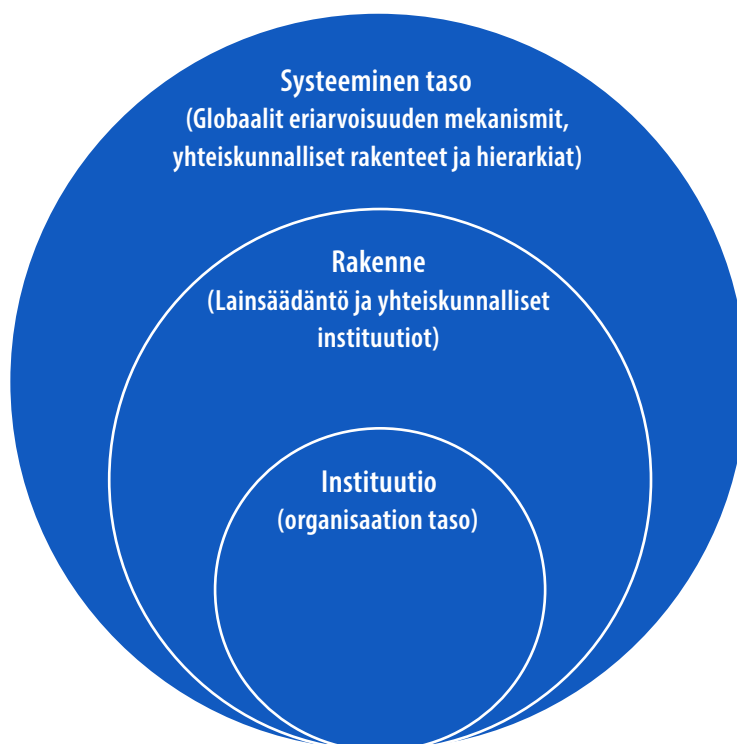 Systeeminen taso
(Globaalit eriarvoisuuden mekanismit,
yhteiskunnalliset rakenteet ja hierarkiat)
Rakenne
(Lainsäädäntö ja yhteiskunnalliset
instituutiot)
Instituutio
(organisaation taso)